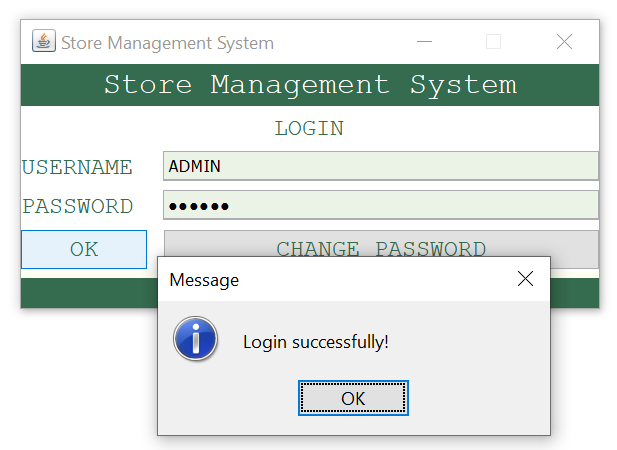 Store Management System
Store Management System
LOGIN
USERNAME ADMIN
PASSWORD ●●●●●●
OK CHANGE PASSWORD
Message
Login successfully!
OK